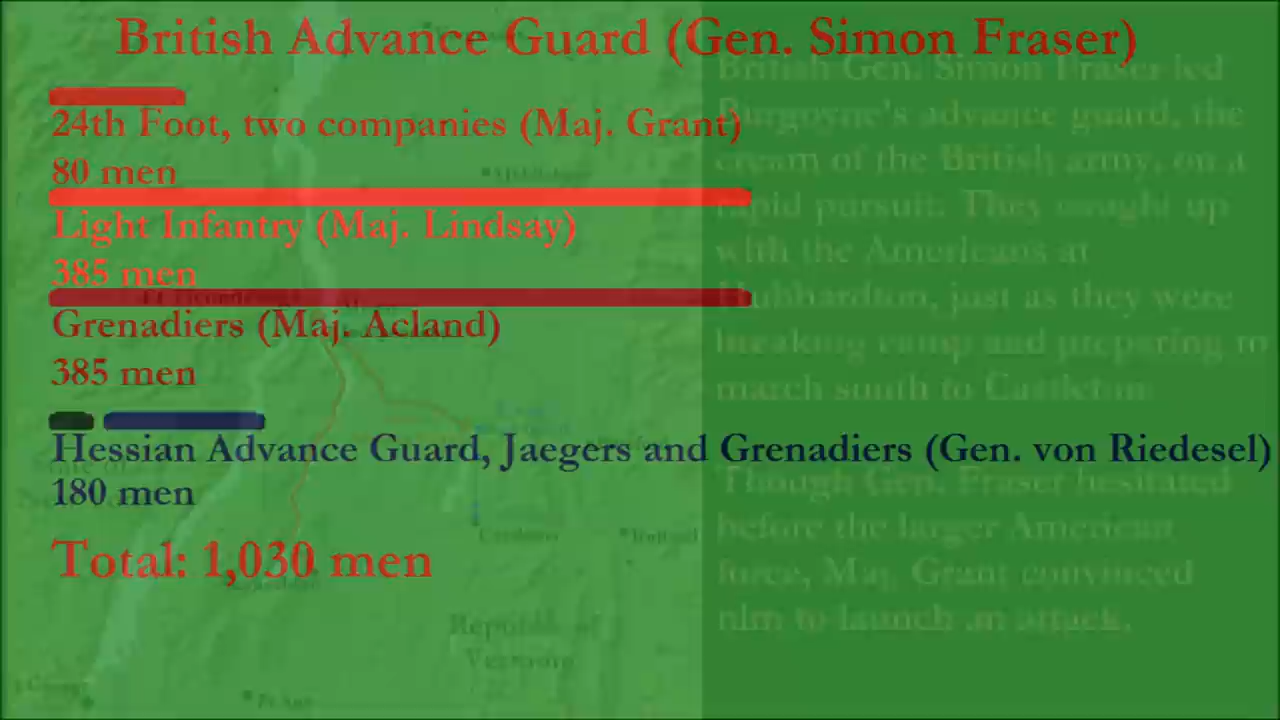 British Advance Guard (Gen. Simon Fraser)
24th Foot, two companies (Maj. Grant)
80 men
Light Infantry (Maj. Lindsay)
385 men
Grenadiers (Maj. Acland)
385 men
Hessian Advance Guard, Jaegers and Grenadiers (Gen. von Riedesel)
180 men
Total: 1,030 men
British Gen. Simon Fraser led
Burgoyne's advance guard, the
cream of the British army, on a
rapid pursuit. They caught up
with the Americans at
Hubbardton, just as they were
breaking camp and preparing to
march south to Castleton.
Though Gen. Fraser hesitated
before the larger American
force, Maj. Grant convinced
him to launch an attack.
State of
Republic of
Vermont